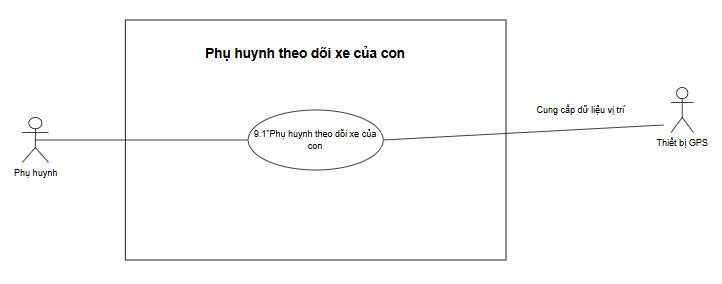 Phụ huynh theo dõi xe của con
Cung cấp dữ liệu vị trí
9.1"Phụ huynh theo dõi xe của
con
Thiết bị GPS
Phụ huynh